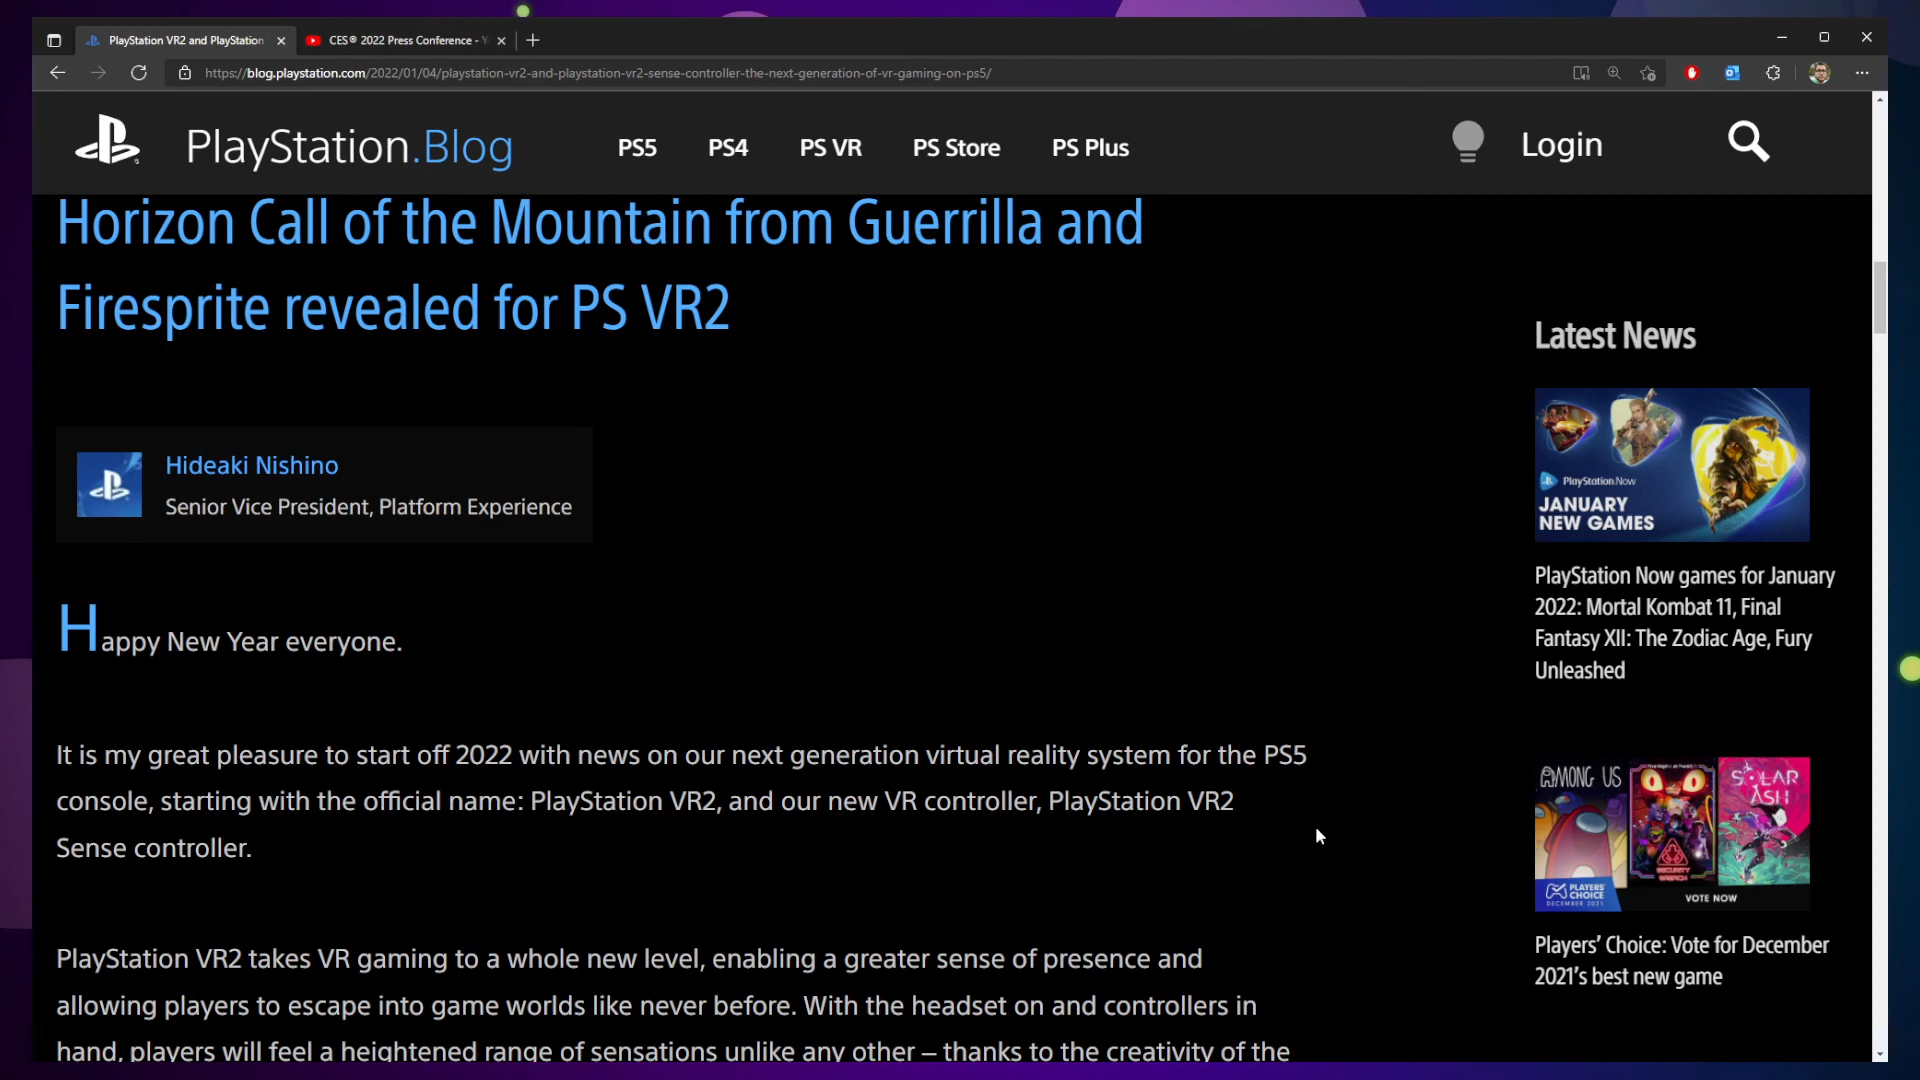 PlayStation VR2 and PlayStation
CES® 2022 Press Conference - Y
https://blog.playstation.com/2022/01/04/playstation-vr2-and-playstation-vr2-sense-controller-the-next-generation-of-vr-gaming-on-ps5/
PlayStation.Blog
PS5
PS4
PS VR
PS Store
PS Plus
Login
Horizon Call of the Mountain from Guerrilla and
Firesprite revealed for PS VR2
Hideaki Nishino
Senior Vice President, Platform Experience
Happy New Year everyone.
It is my great pleasure to start off 2022 with news on our next generation virtual reality system for the PS5
console, starting with the official name: PlayStation VR2, and our new VR controller, PlayStation VR2
Sense controller.
PlayStation VR2 takes VR gaming to a whole new level, enabling a greater sense of presence and
allowing players to escape into game worlds like never before. With the headset on and controllers in
hand, players will feel a heightened range of sensations unlike any other – thanks to the creativity of the
Latest News
PlayStation Now
JANUARY
NEW GAMES
PlayStation Now games for January
2022: Mortal Kombat 11, Final
Fantasy XII: The Zodiac Age, Fury
Unleashed
AMONG US
SECURITY
BREACH
SOLAR
ASH
PLAYERS'
CHOICE
DECEMBER 2021
VOTE NOW
Players’ Choice: Vote for December
2021’s best new game